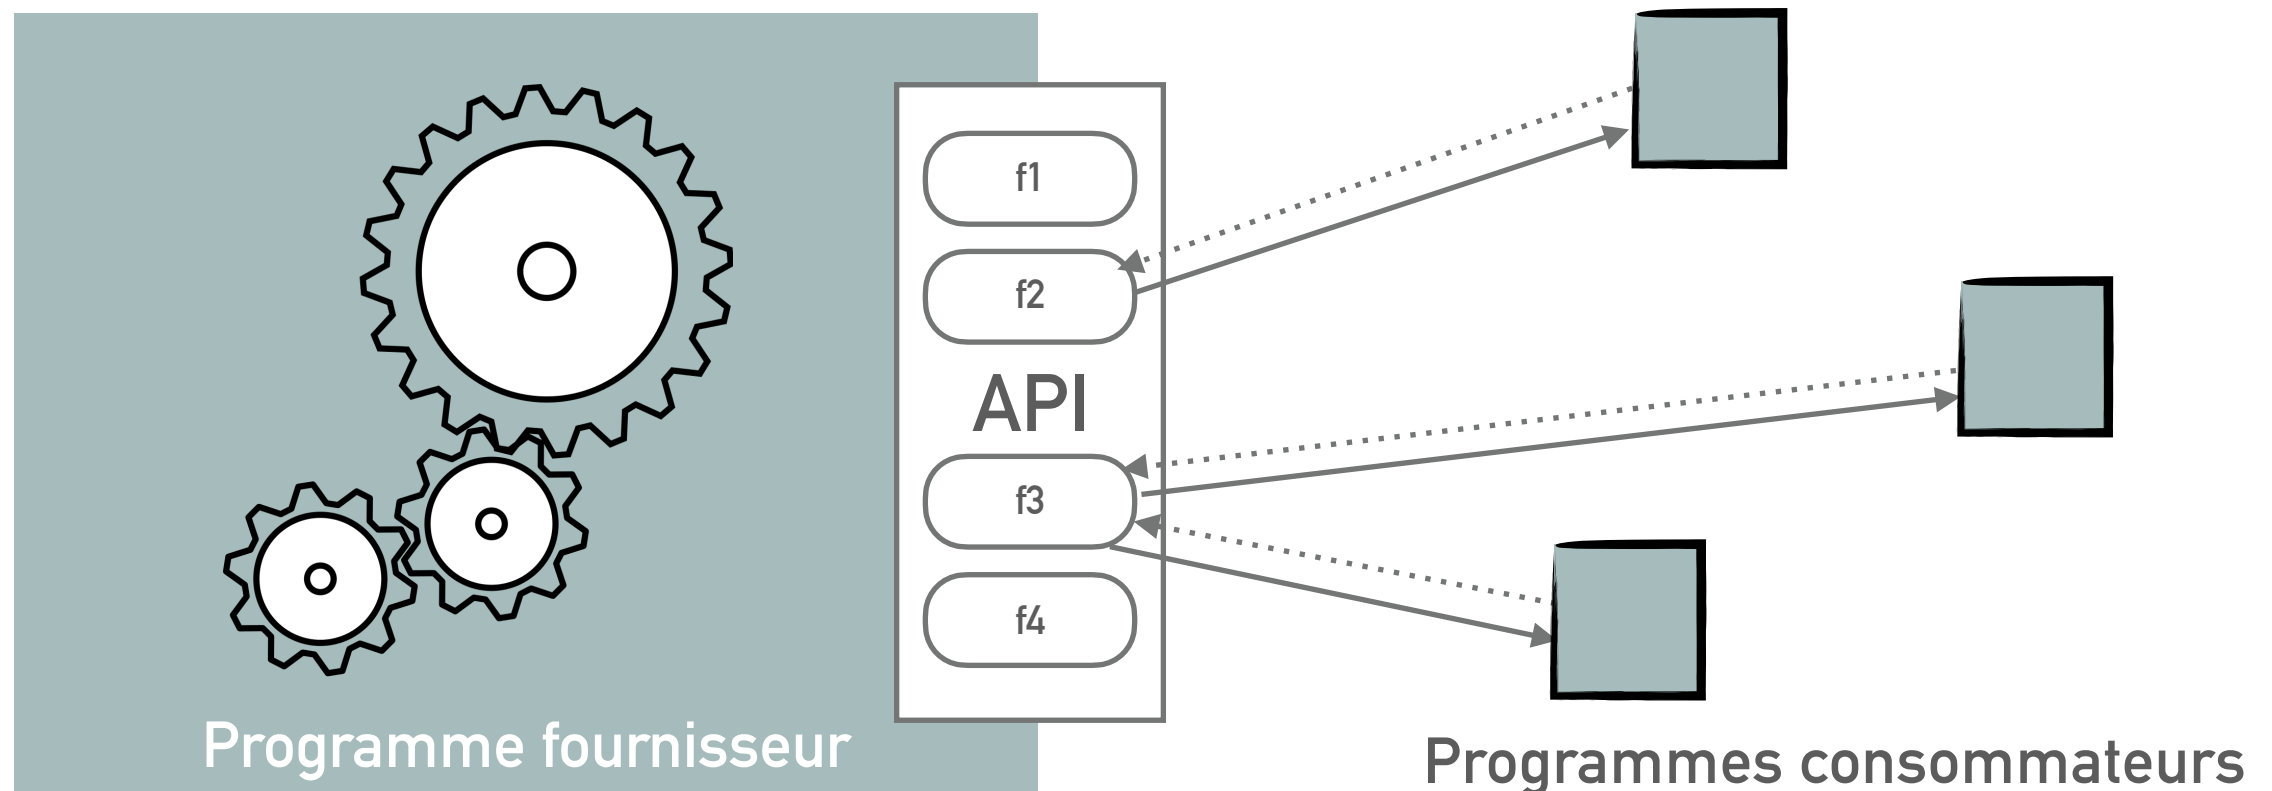 f1
f2
API
f3
f4
Programme fournisseur
Programmes consommateurs